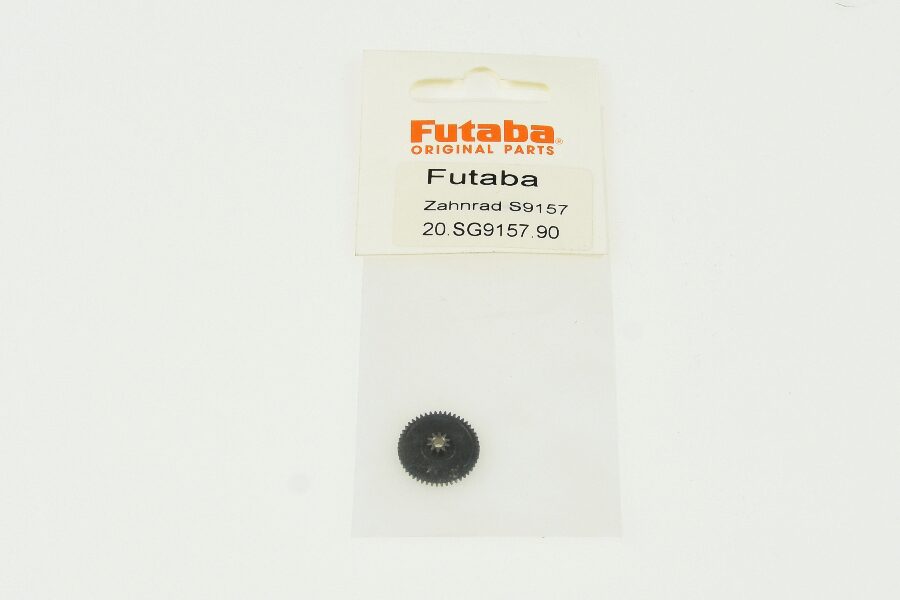 Futaba®
ORIGINAL PARTS
Futaba
Zahnrad S9157
20.SG9157.90